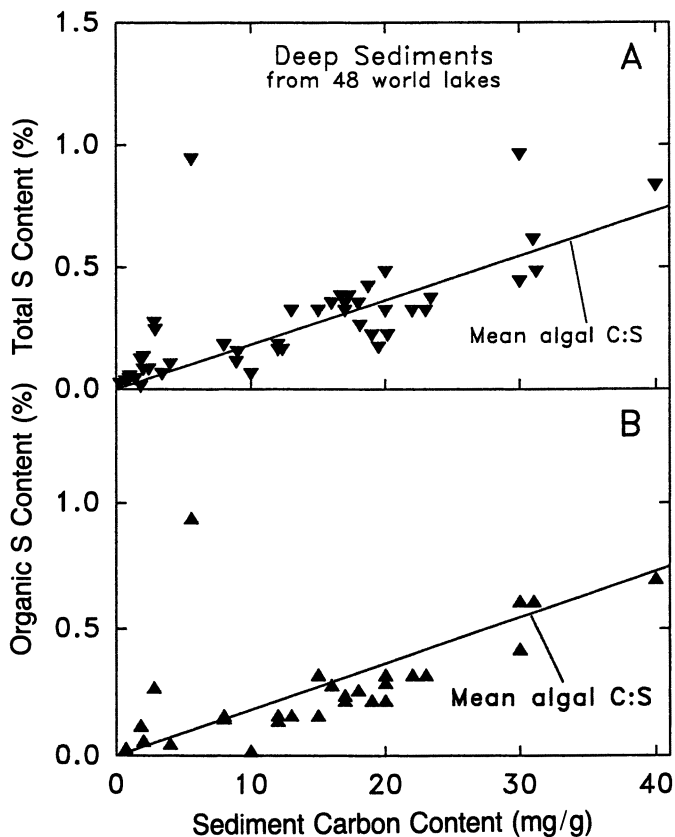 1.5
Deep Sediments
from 48 world lakes
A
1.0
Total S Content (%)
0.5
Mean algal C:S
0.0
B
1.0
Organic S Content (%)
0.5
Mean algal C:S
0.0
0 10 20 30 40
Sediment Carbon Content (mg/g)